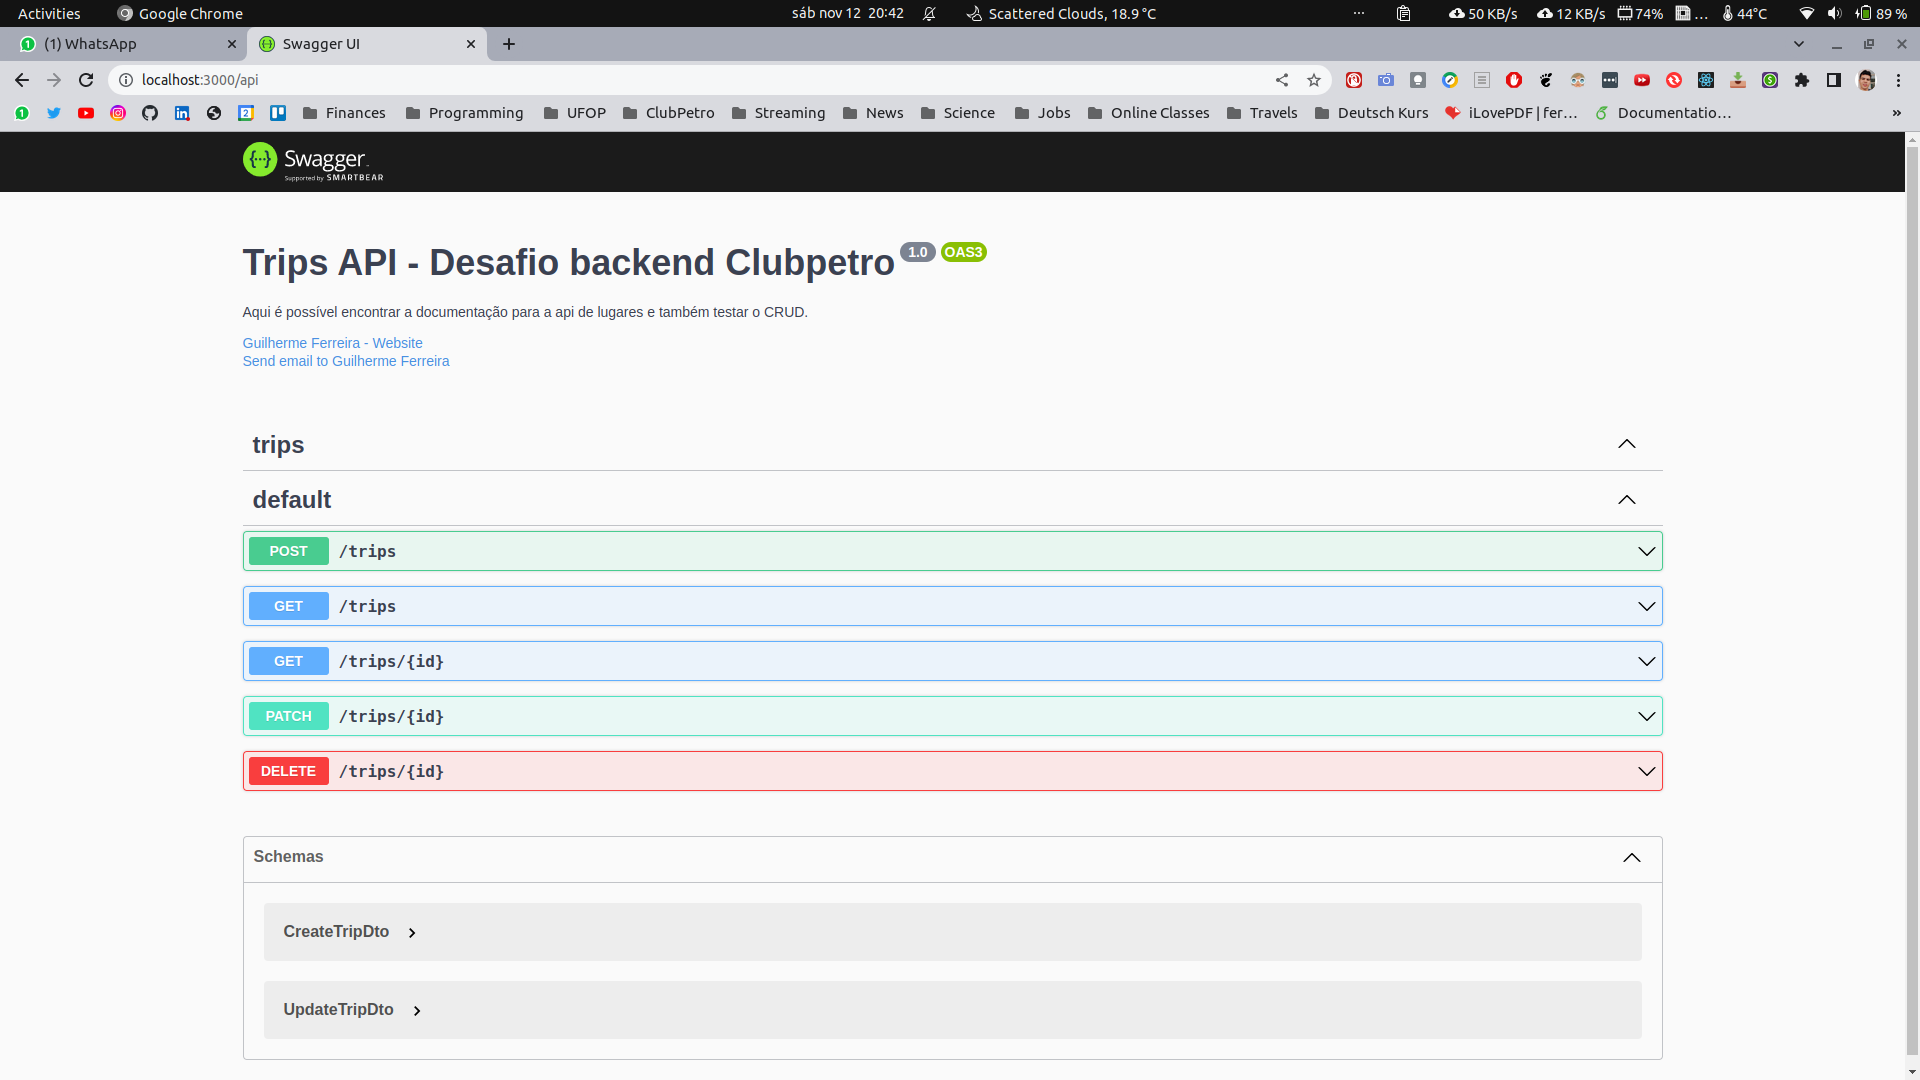 Activities Google Chrome sáb nov 12 20:42 Scattered Clouds, 18.9 °C ... 50 KB/s 12 KB/s 74% ... 44°C 89 %
(1) WhatsApp Swagger UI
localhost:3000/api
Finances Programming UFOP ClubPetro Streaming News Science Jobs Online Classes Travels Deutsch Kurs iLovePDF | fer... Documentatio... »
Swagger
Supported by SMARTBEAR
Trips API - Desafio backend Clubpetro 1.0 OAS3
Aqui é possível encontrar a documentação para a api de lugares e também testar o CRUD.
Guilherme Ferreira - Website
Send email to Guilherme Ferreira
trips
default
POST /trips
GET /trips
GET /trips/{id}
PATCH /trips/{id}
DELETE /trips/{id}
Schemas
CreateTripDto
UpdateTripDto